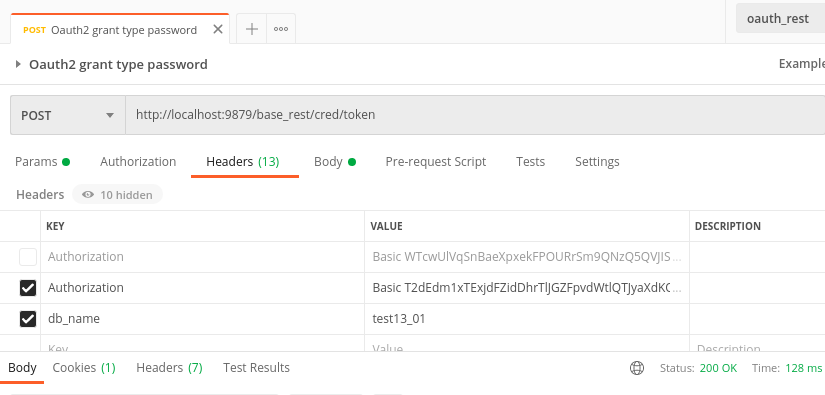 POST Oauth2 grant type password
oauth_rest
Oauth2 grant type password
Example
POST http://localhost:9879/base_rest/cred/token
Params Authorization Headers (13) Body Pre-request Script Tests Settings
Headers 10 hidden
KEY VALUE DESCRIPTION
Authorization Basic WTcwUlVqSnBaeXpxekFPOURrSm9QNzQ5QVJIS...
Authorization Basic T2dEdm1xTExjdFZidDhrTlJGZFpvdWtlQTJyaXdKC...
db_name test13_01
Key Value Description
Body Cookies (1) Headers (7) Test Results Status: 200 OK Time: 128 ms